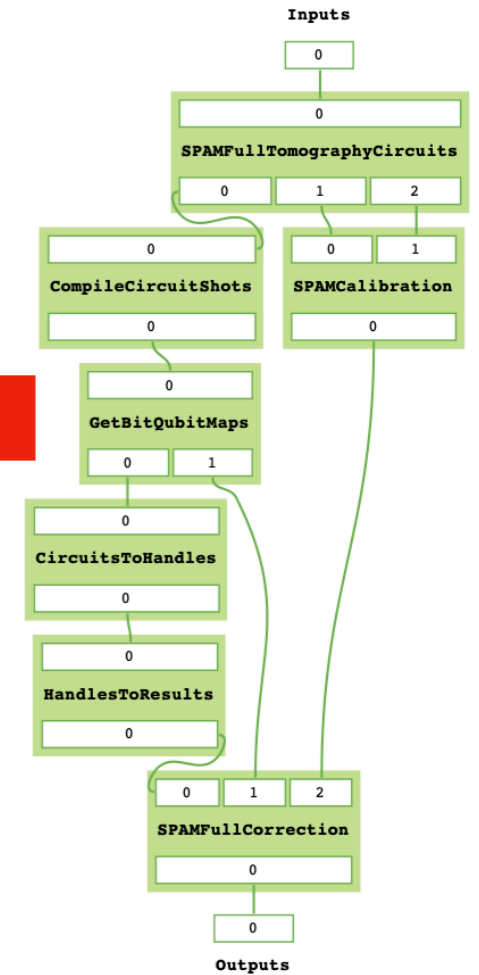 Inputs
0
0
SPAMFullTomographyCircuits
0 1 2
0 0 1
CompileCircuitShots SPAMCalibration
0 0
0
GetBitQubitMaps
0 1
0
CircuitsToHandles
0
0
HandlesToResults
0
0 1 2
SPAMFullCorrection
0
0
Outputs